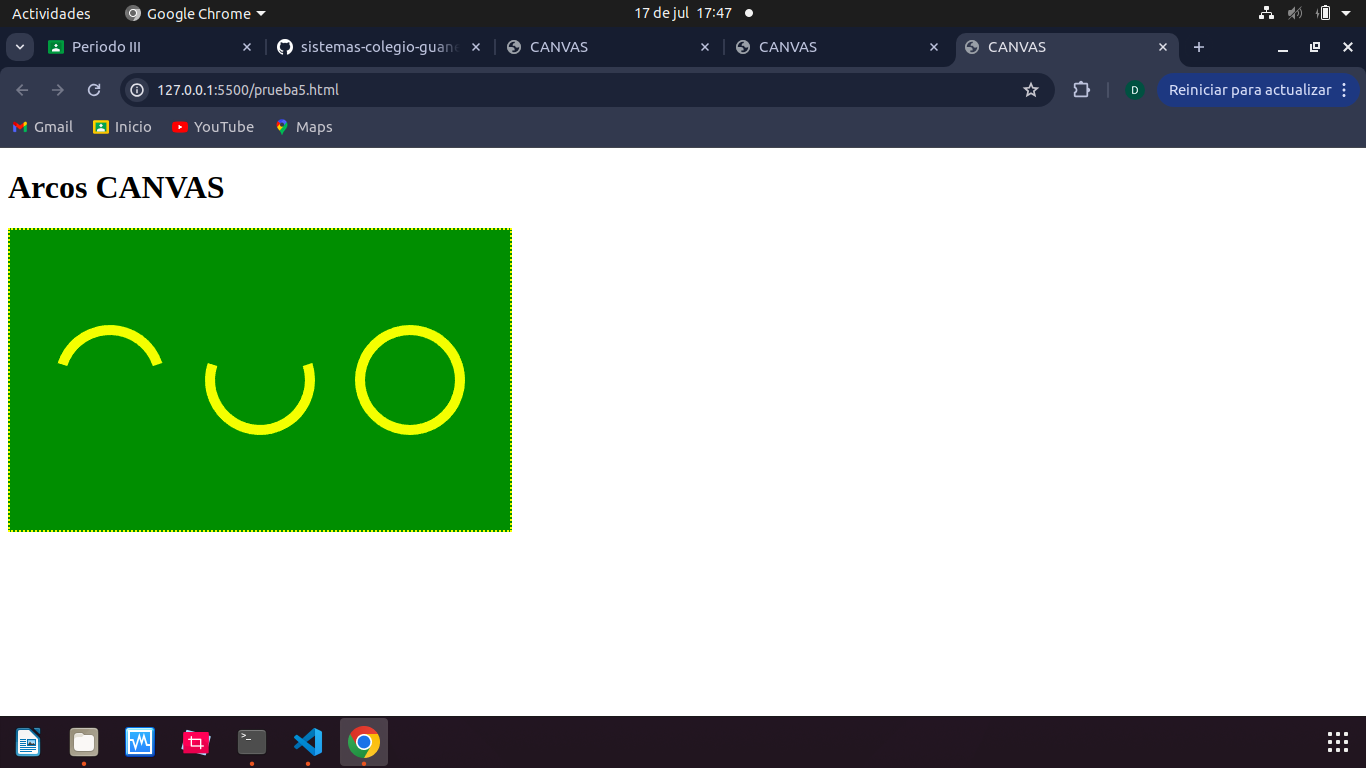 Actividades Google Chrome 17 de jul 17:47
Periodo III sistemas-colegio-guane CANVAS CANVAS CANVAS
127.0.0.1:5500/prueba5.html D Reiniciar para actualizar
Gmail Inicio YouTube Maps
Arcos CANVAS